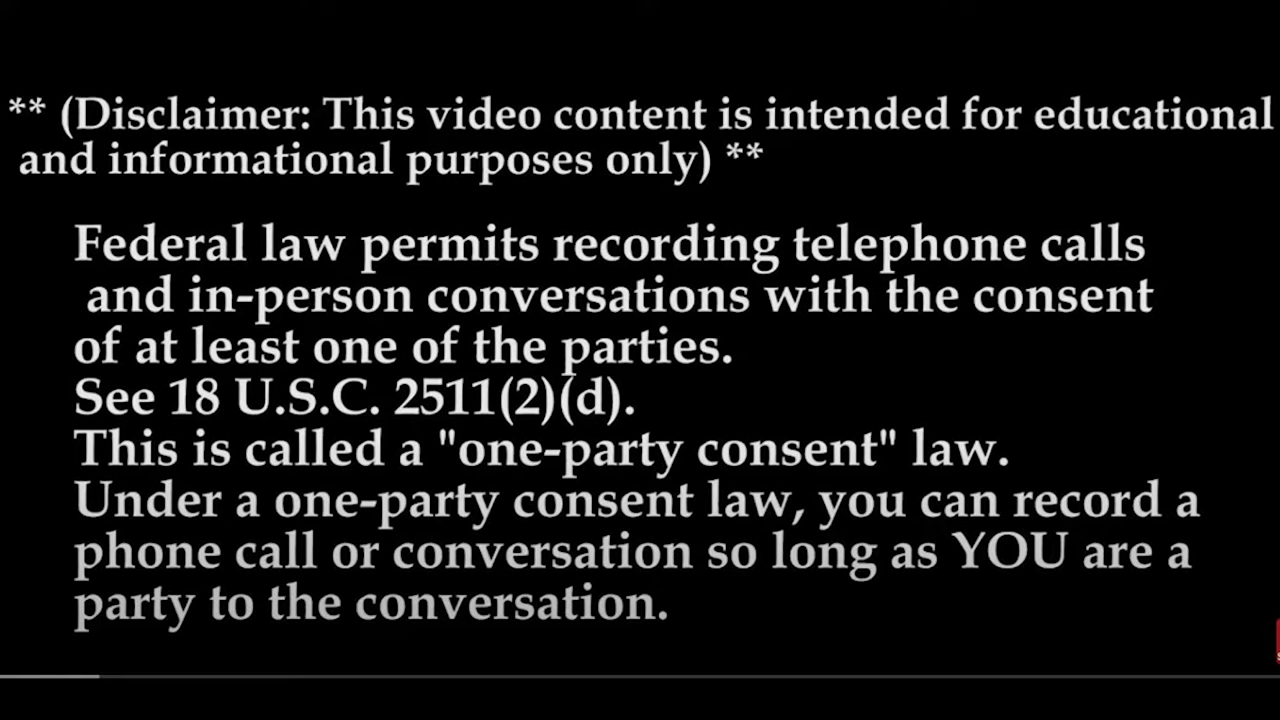 ** (Disclaimer: This video content is intended for educational
and informational purposes only) **
Federal law permits recording telephone calls
and in-person conversations with the consent
of at least one of the parties.
See 18 U.S.C. 2511(2)(d).
This is called a "one-party consent" law.
Under a one-party consent law, you can record a
phone call or conversation so long as YOU are a
party to the conversation.